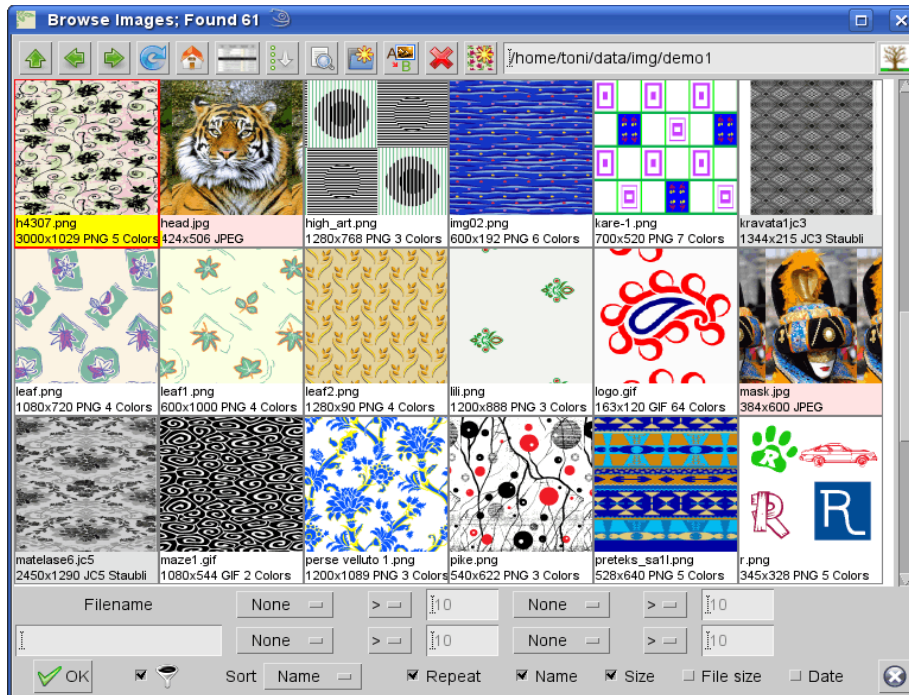 Browse Images; Found 61
A B
/home/toni/data/img/demo1
h4307.png
3000x1029 PNG 5 Colors
head.jpg
424x506 JPEG
high_art.png
1280x768 PNG 3 Colors
img02.png
600x192 PNG 6 Colors
kare-1.png
700x520 PNG 7 Colors
kravata1jc3
1344x215 JC3 Staubli
leaf.png
1080x720 PNG 4 Colors
leaf1.png
600x1000 PNG 4 Colors
leaf2.png
1280x90 PNG 4 Colors
lili.png
1200x888 PNG 3 Colors
logo.gif
163x120 GIF 64 Colors
mask.jpg
384x600 JPEG
R
R R
matelase6.jc5
2450x1290 JC5 Staubli
maze1.gif
1080x544 GIF 2 Colors
perse velluto 1.png
1200x1089 PNG 3 Colors
pike.png
540x622 PNG 3 Colors
preteks_sa1l.png
528x640 PNG 5 Colors
r.png
345x328 PNG 5 Colors
Filename None > 10 None > 10
None > 10 None > 10
OK Sort Name Repeat Name Size File size Date